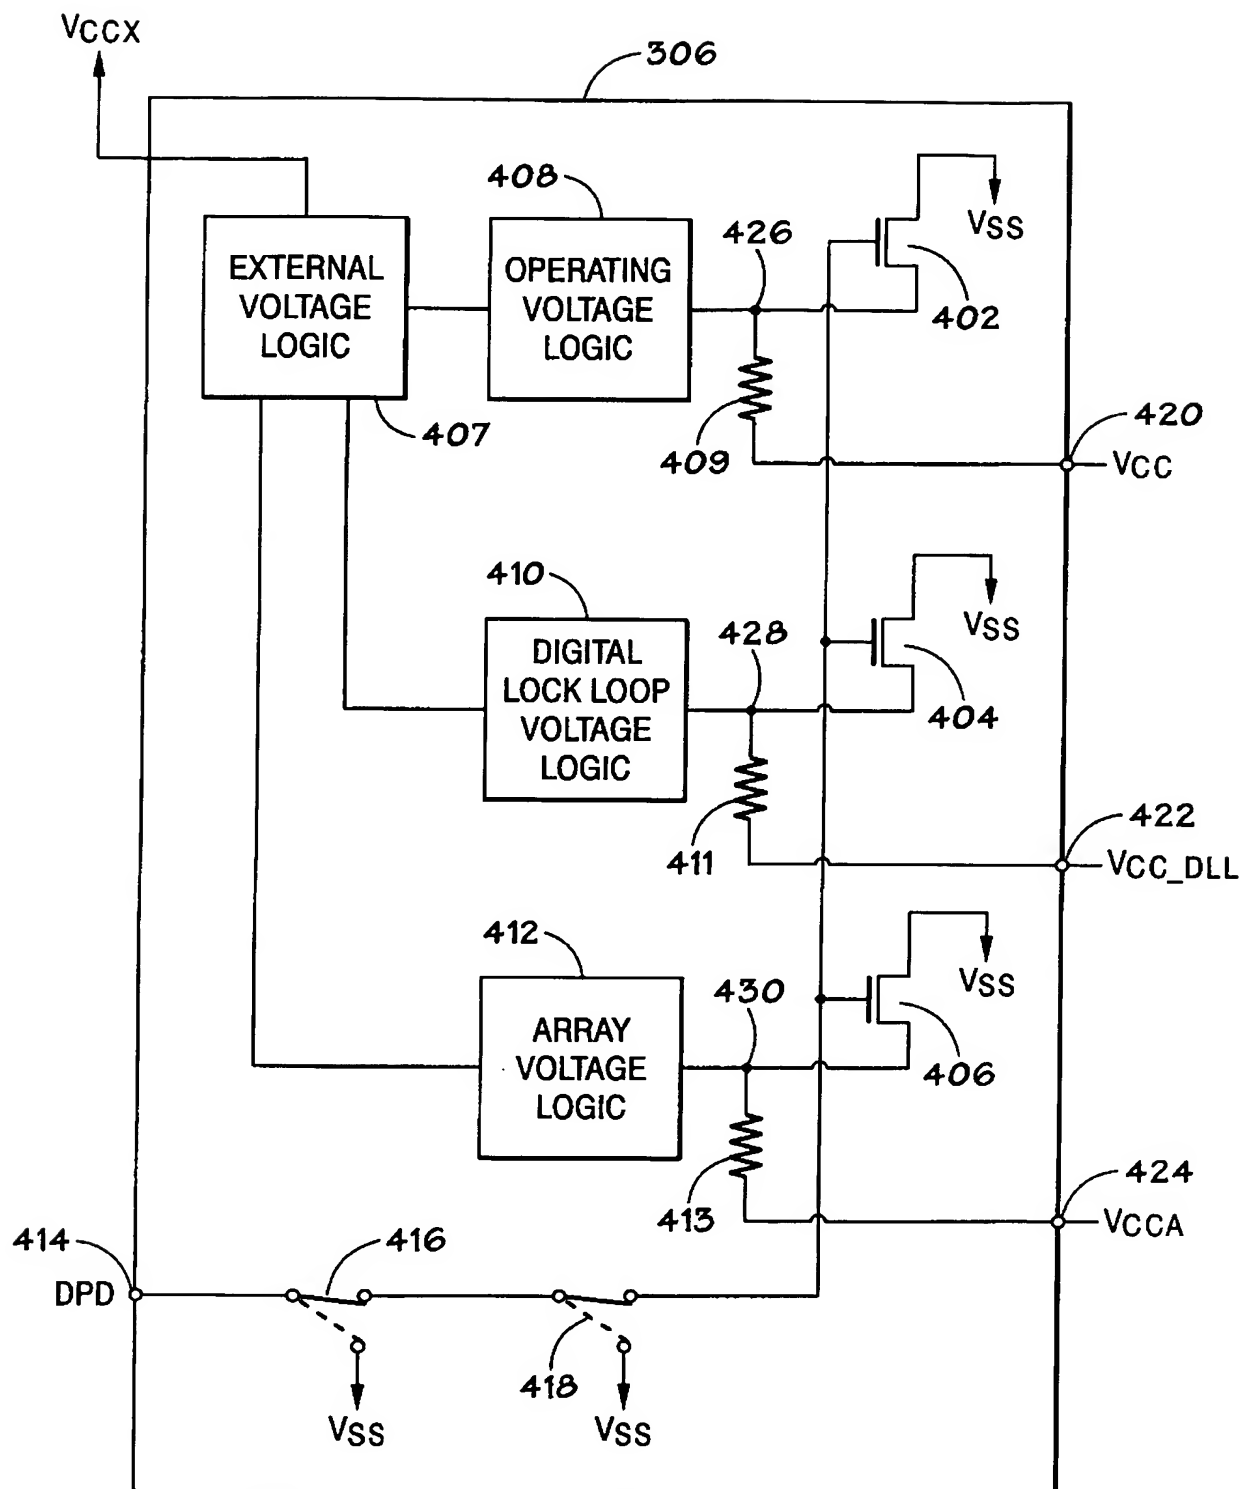 VCCX
306
408
VSS
426
EXTERNAL
VOLTAGE
LOGIC
OPERATING
VOLTAGE
LOGIC
402
407
409
420
VCC
410
VSS
428
DIGITAL
LOCK LOOP
VOLTAGE
LOGIC
404
411
422
VCC_DLL
412
VSS
430
ARRAY
VOLTAGE
LOGIC
406
413
424
VCCA
414
416
DPD
418
VSS
VSS